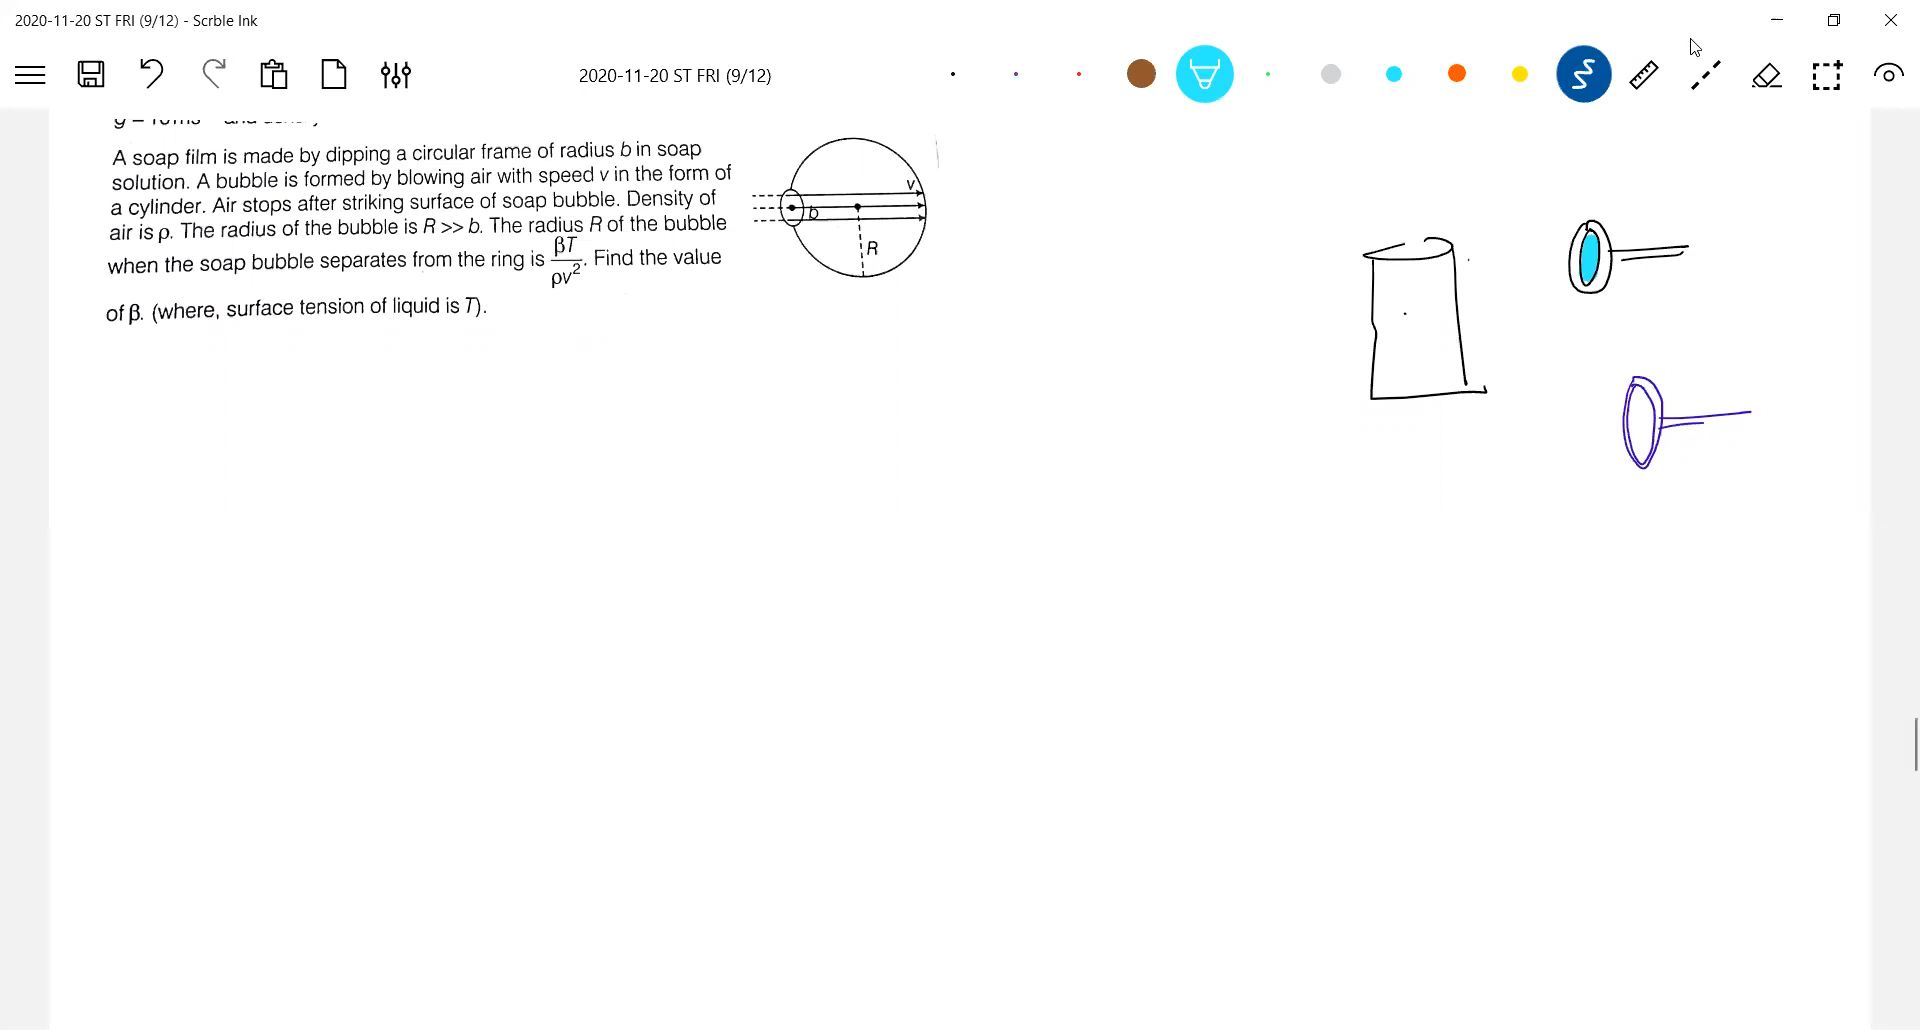 2020-11-20 ST FRI (9/12) - Scrble Ink
2020-11-20 ST FRI (9/12)
A soap film is made by dipping a circular frame of radius b in soap
solution. A bubble is formed by blowing air with speed v in the form of
a cylinder. Air stops after striking surface of soap bubble. Density of
air is ρ. The radius of the bubble is R >> b. The radius R of the bubble
when the soap bubble separates from the ring is βT/ρv². Find the value
of β. (where, surface tension of liquid is T).
v
b
R